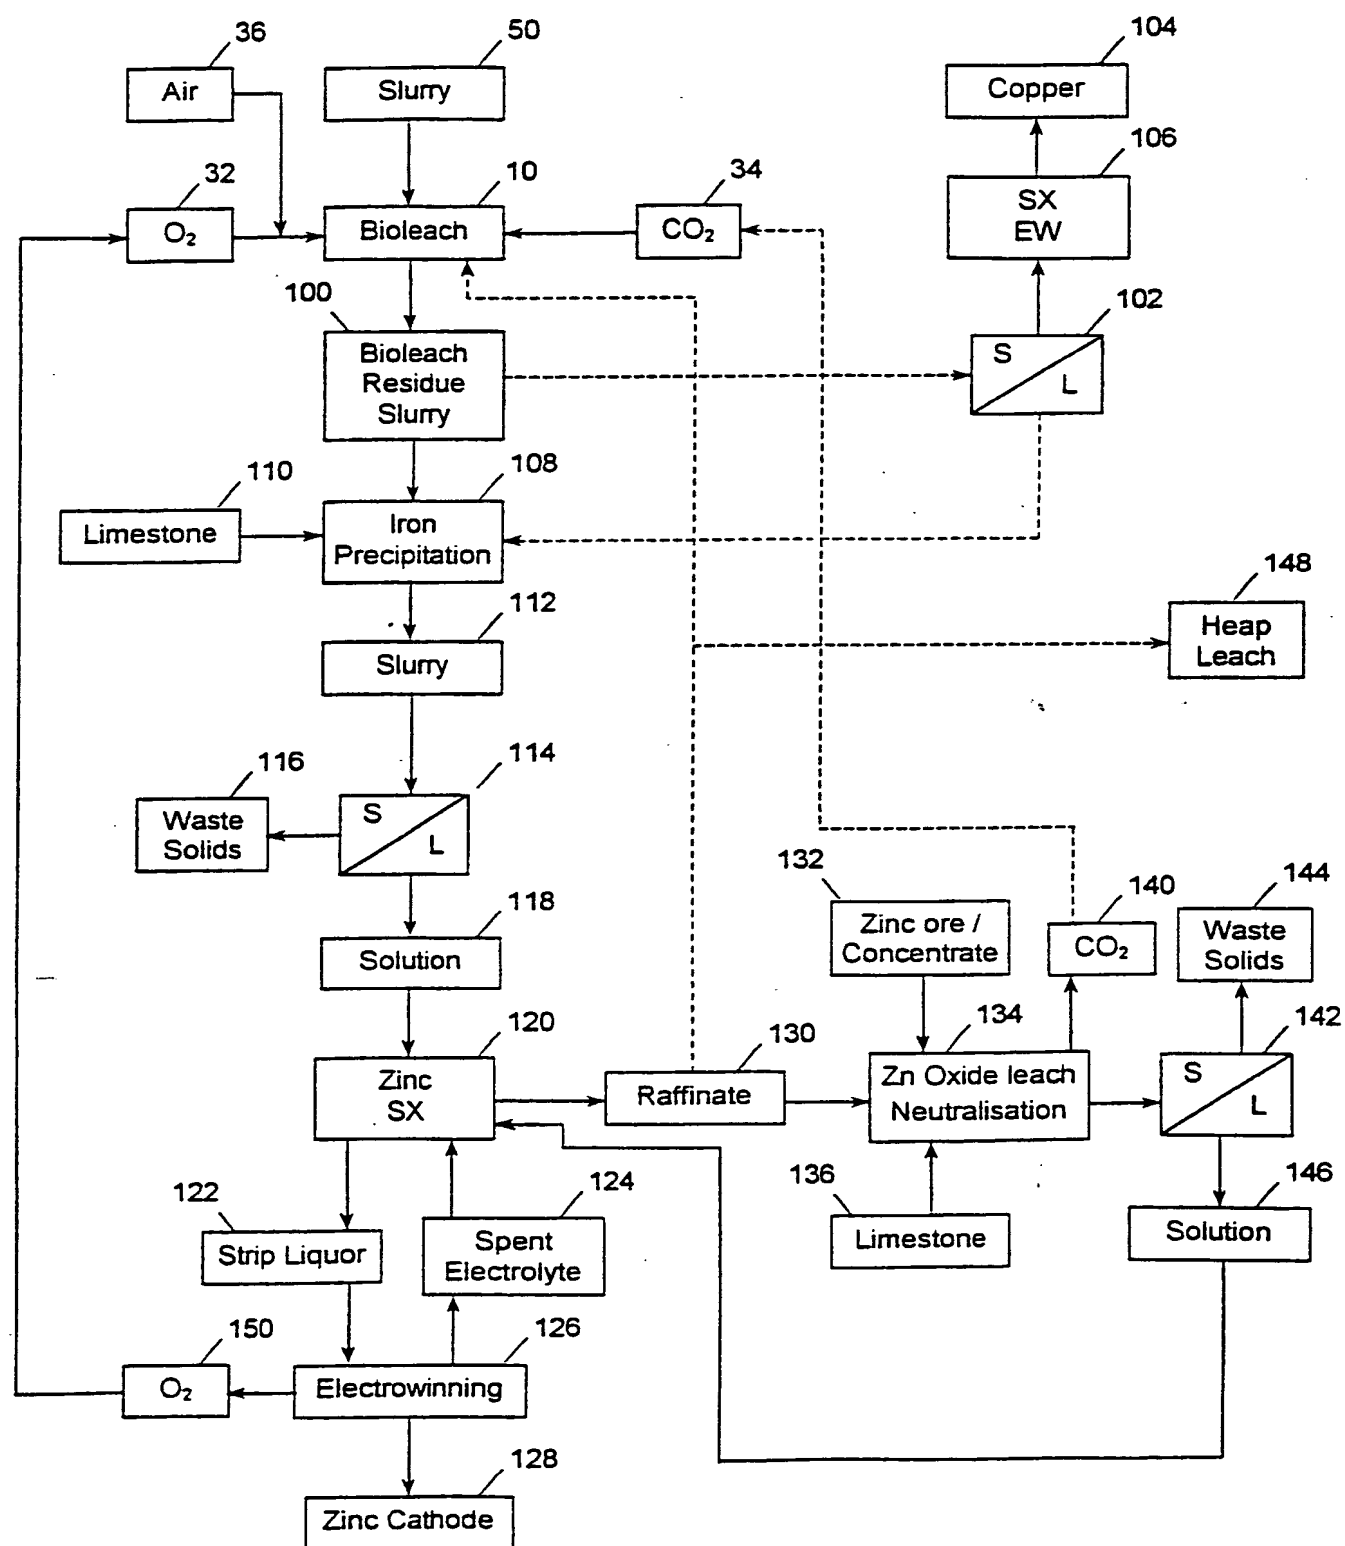 36
50
104
Air
Slurry
Copper
106
32
10
34
O₂
Bioleach
CO₂
SX
EW
100
102
Bioleach
Residue
Slurry
S
L
110
108
Limestone
Iron
Precipitation
148
112
Heap
Leach
Slurry
116
114
Waste
Solids
S
L
132
140
144
118
Zinc ore /
Concentrate
CO₂
Waste
Solids
Solution
120
130
134
142
Zinc
SX
Raffinate
Zn Oxide leach
Neutralisation
S
L
122
124
136
146
Strip Liquor
Spent
Electrolyte
Limestone
Solution
150
126
O₂
Electrowinning
128
Zinc Cathode